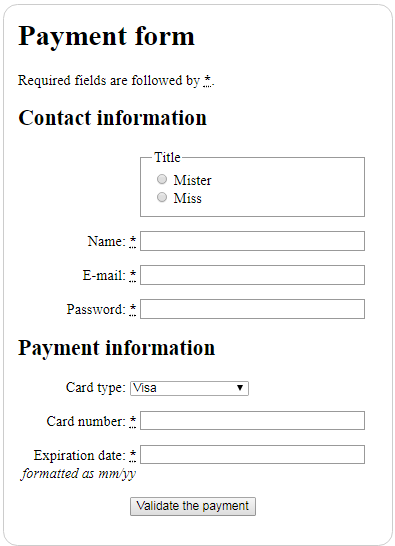 Payment form
Required fields are followed by *.
Contact information
Title
Mister
Miss
Name: *
E-mail: *
Password: *
Payment information
Card type: Visa
Card number: *
Expiration date: *
formatted as mm/yy
Validate the payment